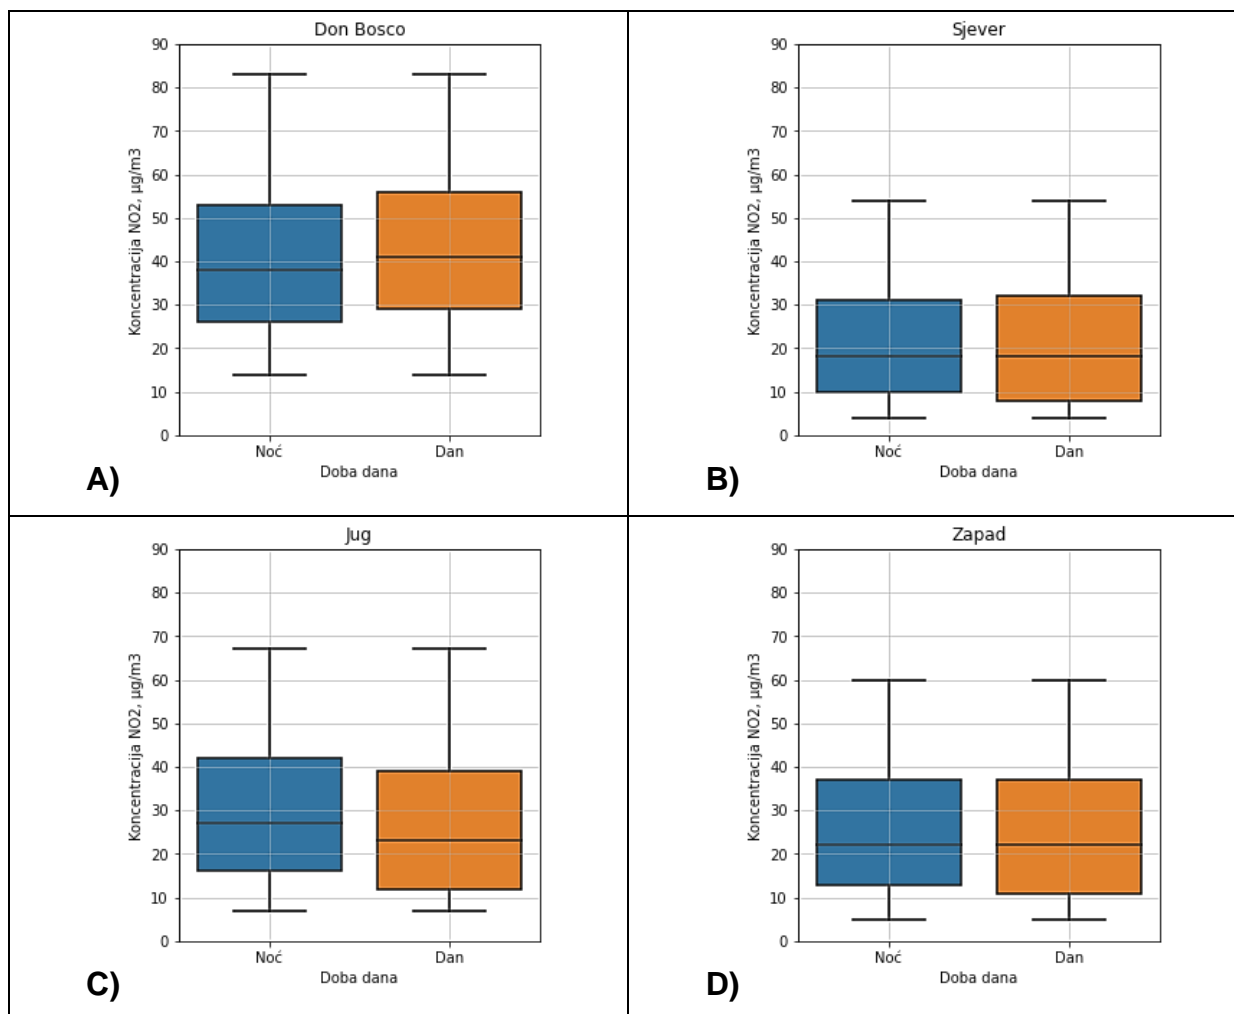 Don Bosco
90
80
70
60
50
40
30
20
10
0
Koncentracija NO2, µg/m3
Noć Dan
Doba dana
A)
Sjever
90
80
70
60
50
40
30
20
10
0
Koncentracija NO2, µg/m3
Noć Dan
Doba dana
B)
Jug
90
80
70
60
50
40
30
20
10
0
Koncentracija NO2, µg/m3
Noć Dan
Doba dana
C)
Zapad
90
80
70
60
50
40
30
20
10
0
Koncentracija NO2, µg/m3
Noć Dan
Doba dana
D)